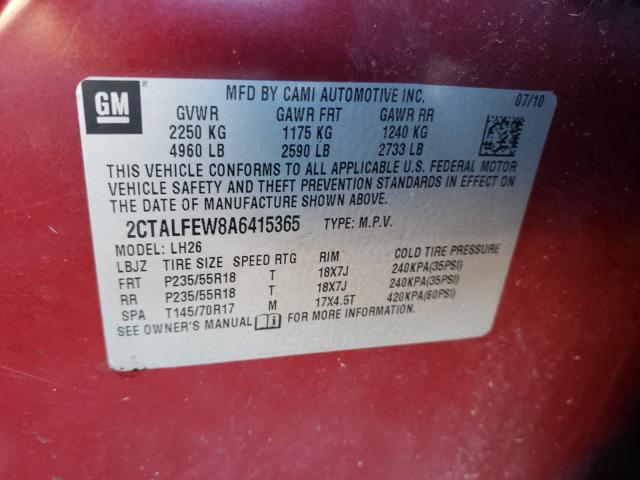 GM
MFD BY CAMI AUTOMOTIVE INC. 07/10
GVWR GAWR FRT GAWR RR
2250 KG 1175 KG 1240 KG
4960 LB 2590 LB 2733 LB
THIS VEHICLE CONFORMS TO ALL APPLICABLE U.S. FEDERAL MOTOR
VEHICLE SAFETY AND THEFT PREVENTION STANDARDS IN EFFECT ON
THE DATE OF MANUFACTURE SHOWN ABOVE.
2CTALFEW8A6415365 TYPE: M.P.V.
MODEL: LH26
LBJZ TIRE SIZE SPEED RTG RIM COLD TIRE PRESSURE
FRT P235/55R18 T 18X7J 240KPA(35PSI)
RR P235/55R18 T 18X7J 240KPA(35PSI)
SPA T145/70R17 M 17X4.5T 420KPA(60PSI)
SEE OWNER'S MANUAL i FOR MORE INFORMATION.